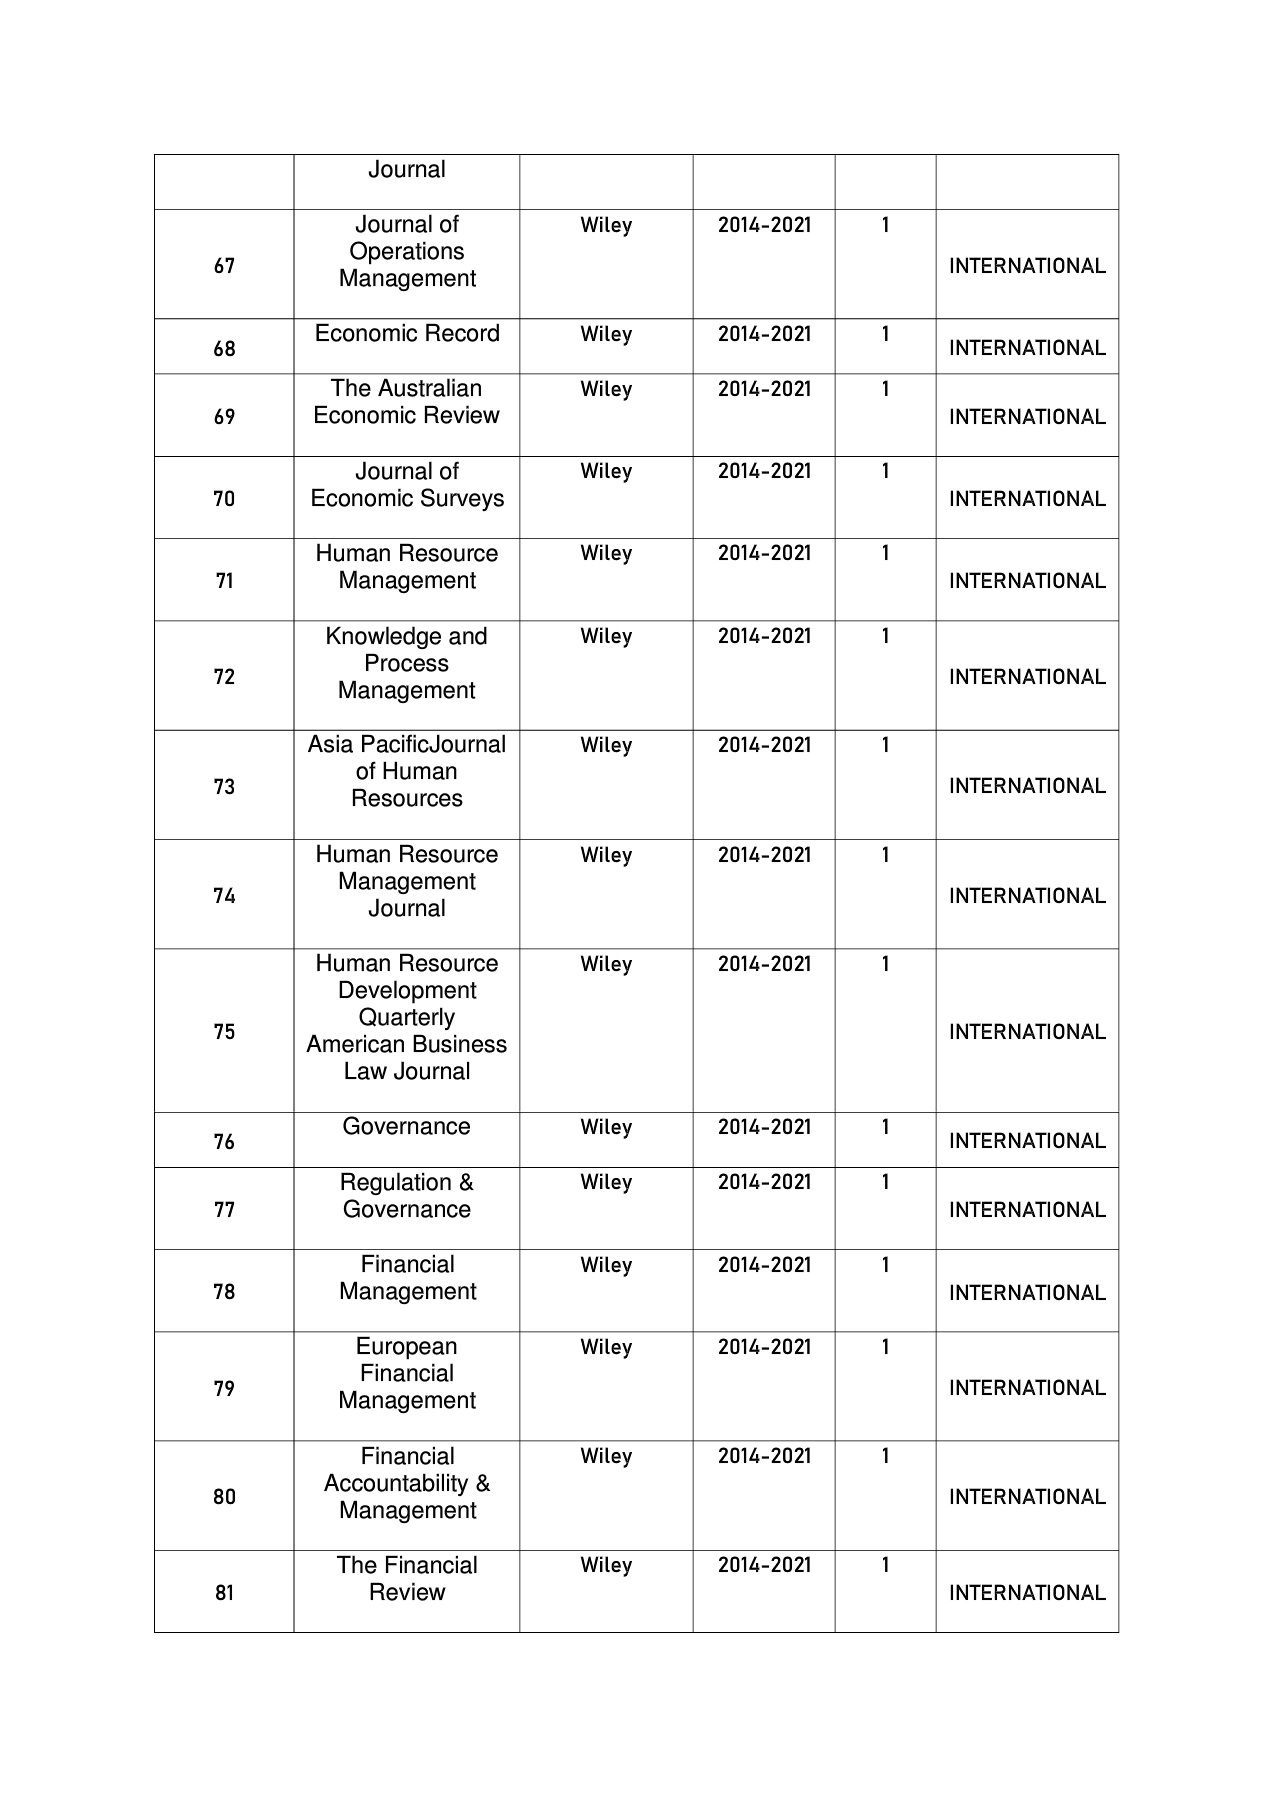 Journal
67 Journal of Operations Management Wiley 2014-2021 1 INTERNATIONAL
68 Economic Record Wiley 2014-2021 1 INTERNATIONAL
69 The Australian Economic Review Wiley 2014-2021 1 INTERNATIONAL
70 Journal of Economic Surveys Wiley 2014-2021 1 INTERNATIONAL
71 Human Resource Management Wiley 2014-2021 1 INTERNATIONAL
72 Knowledge and Process Management Wiley 2014-2021 1 INTERNATIONAL
73 Asia PacificJournal of Human Resources Wiley 2014-2021 1 INTERNATIONAL
74 Human Resource Management Journal Wiley 2014-2021 1 INTERNATIONAL
75 Human Resource Development Quarterly American Business Law Journal Wiley 2014-2021 1 INTERNATIONAL
76 Governance Wiley 2014-2021 1 INTERNATIONAL
77 Regulation & Governance Wiley 2014-2021 1 INTERNATIONAL
78 Financial Management Wiley 2014-2021 1 INTERNATIONAL
79 European Financial Management Wiley 2014-2021 1 INTERNATIONAL
80 Financial Accountability & Management Wiley 2014-2021 1 INTERNATIONAL
81 The Financial Review Wiley 2014-2021 1 INTERNATIONAL